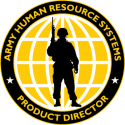 ARMY HUMAN RESOURCE SYSTEMS
PRODUCT DIRECTOR